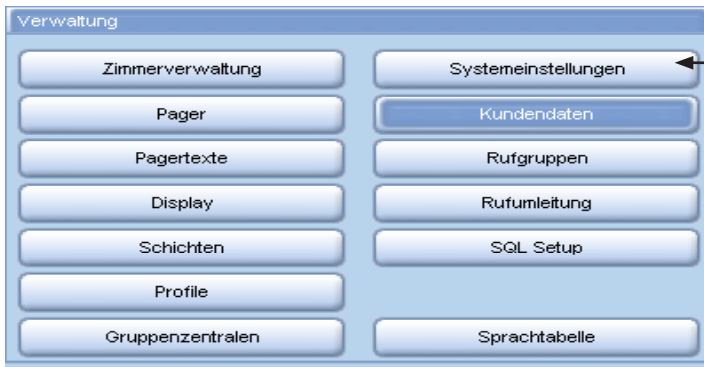 Verwaltung
Zimmerverwaltung
Systemeinstellungen
Pager
Kundendaten
Pagertexte
Rufgruppen
Display
Rufumleitung
Schichten
SQL Setup
Profile
Gruppenzentralen
Sprachtabelle